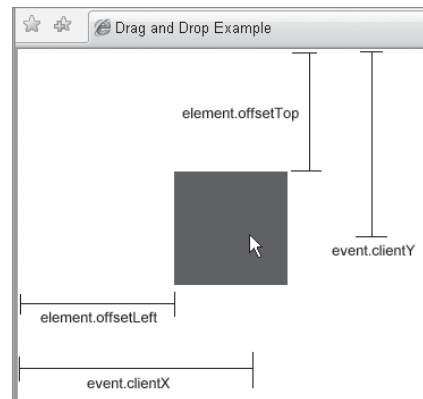 Drag and Drop Example
element.offsetTop
event.clientY
element.offsetLeft
event.clientX